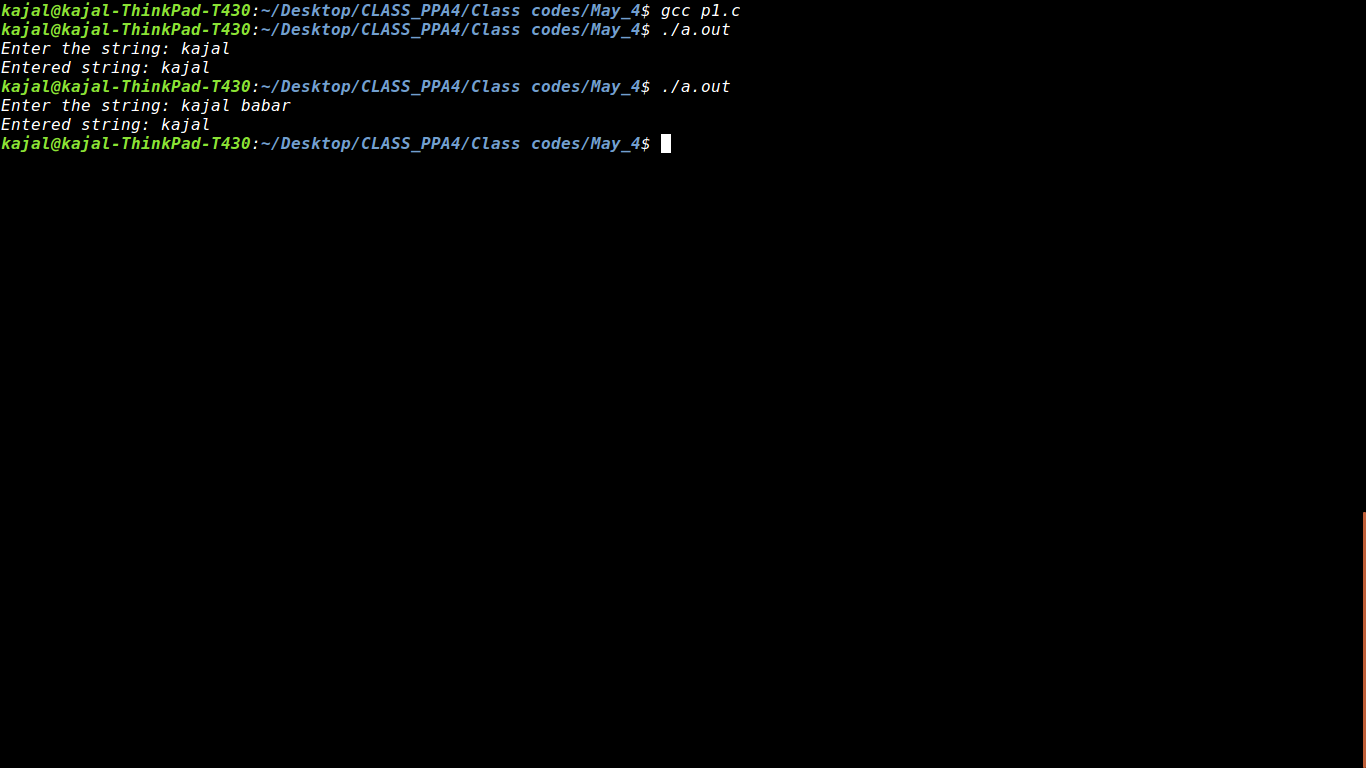 kajal@kajal-ThinkPad-T430:~/Desktop/CLASS_PPA4/Class codes/May_4$ gcc p1.c
kajal@kajal-ThinkPad-T430:~/Desktop/CLASS_PPA4/Class codes/May_4$ ./a.out
Enter the string: kajal
Entered string: kajal
kajal@kajal-ThinkPad-T430:~/Desktop/CLASS_PPA4/Class codes/May_4$ ./a.out
Enter the string: kajal babar
Entered string: kajal
kajal@kajal-ThinkPad-T430:~/Desktop/CLASS_PPA4/Class codes/May_4$